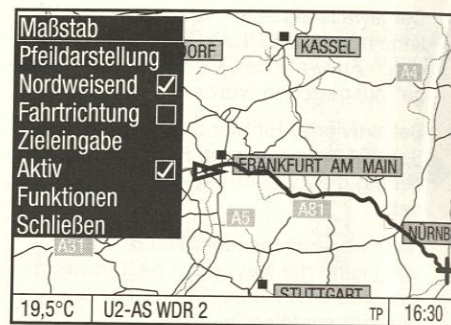 Maßstab
Pfeildarstellung
Nordweisend
Fahrtrichtung
Zieleingabe
Aktiv
Funktionen
Schließen
DORF
KASSEL
A4
FRANKFURT AM MAIN
A5
A81
NÜRNB
A31
STUTTGART
19,5°C U2-AS WDR 2 TP 16:30